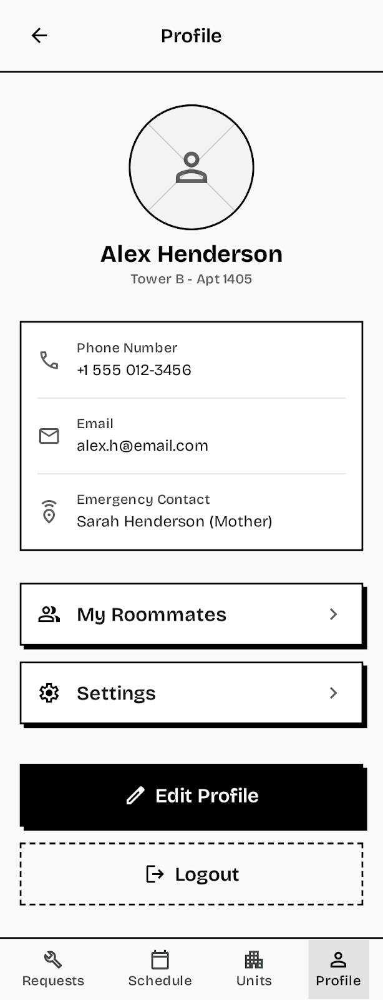 Profile
Alex Henderson
Tower B - Apt 1405
Phone Number
+1 555 012-3456
Email
alex.h@email.com
Emergency Contact
Sarah Henderson (Mother)
My Roommates
Settings
Edit Profile
Logout
Requests
Schedule
Units
Profile